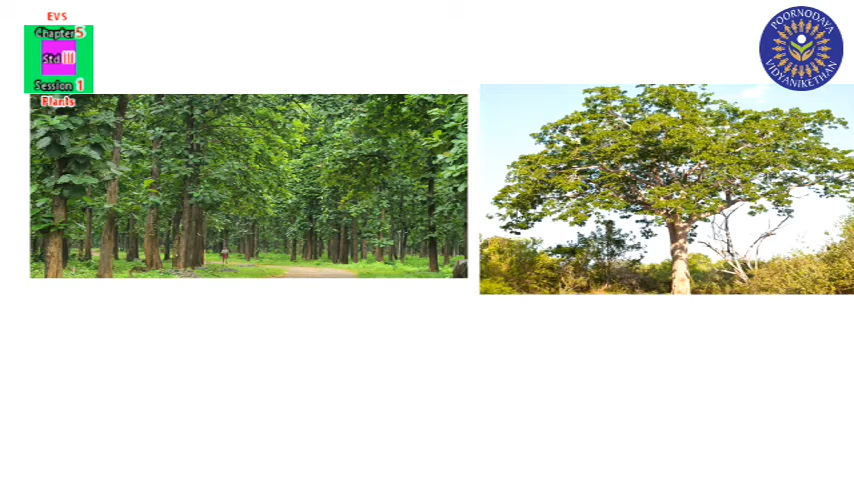 EVS
Chapter 5
Std III
Session 1
Plants
POORNODAYA
VIDYANIKETHAN